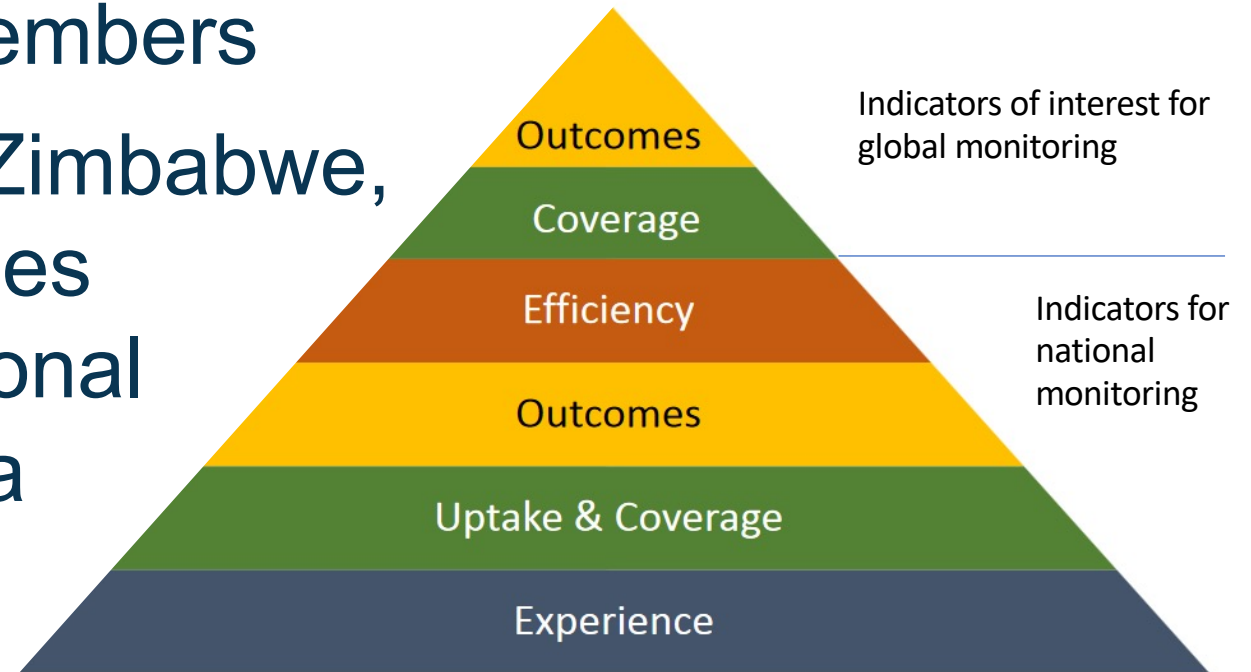 embers
Zimbabwe,
es
onal
a
Outcomes
Coverage
Efficiency
Outcomes
Uptake & Coverage
Experience
Indicators of interest for
global monitoring
Indicators for
national
monitoring